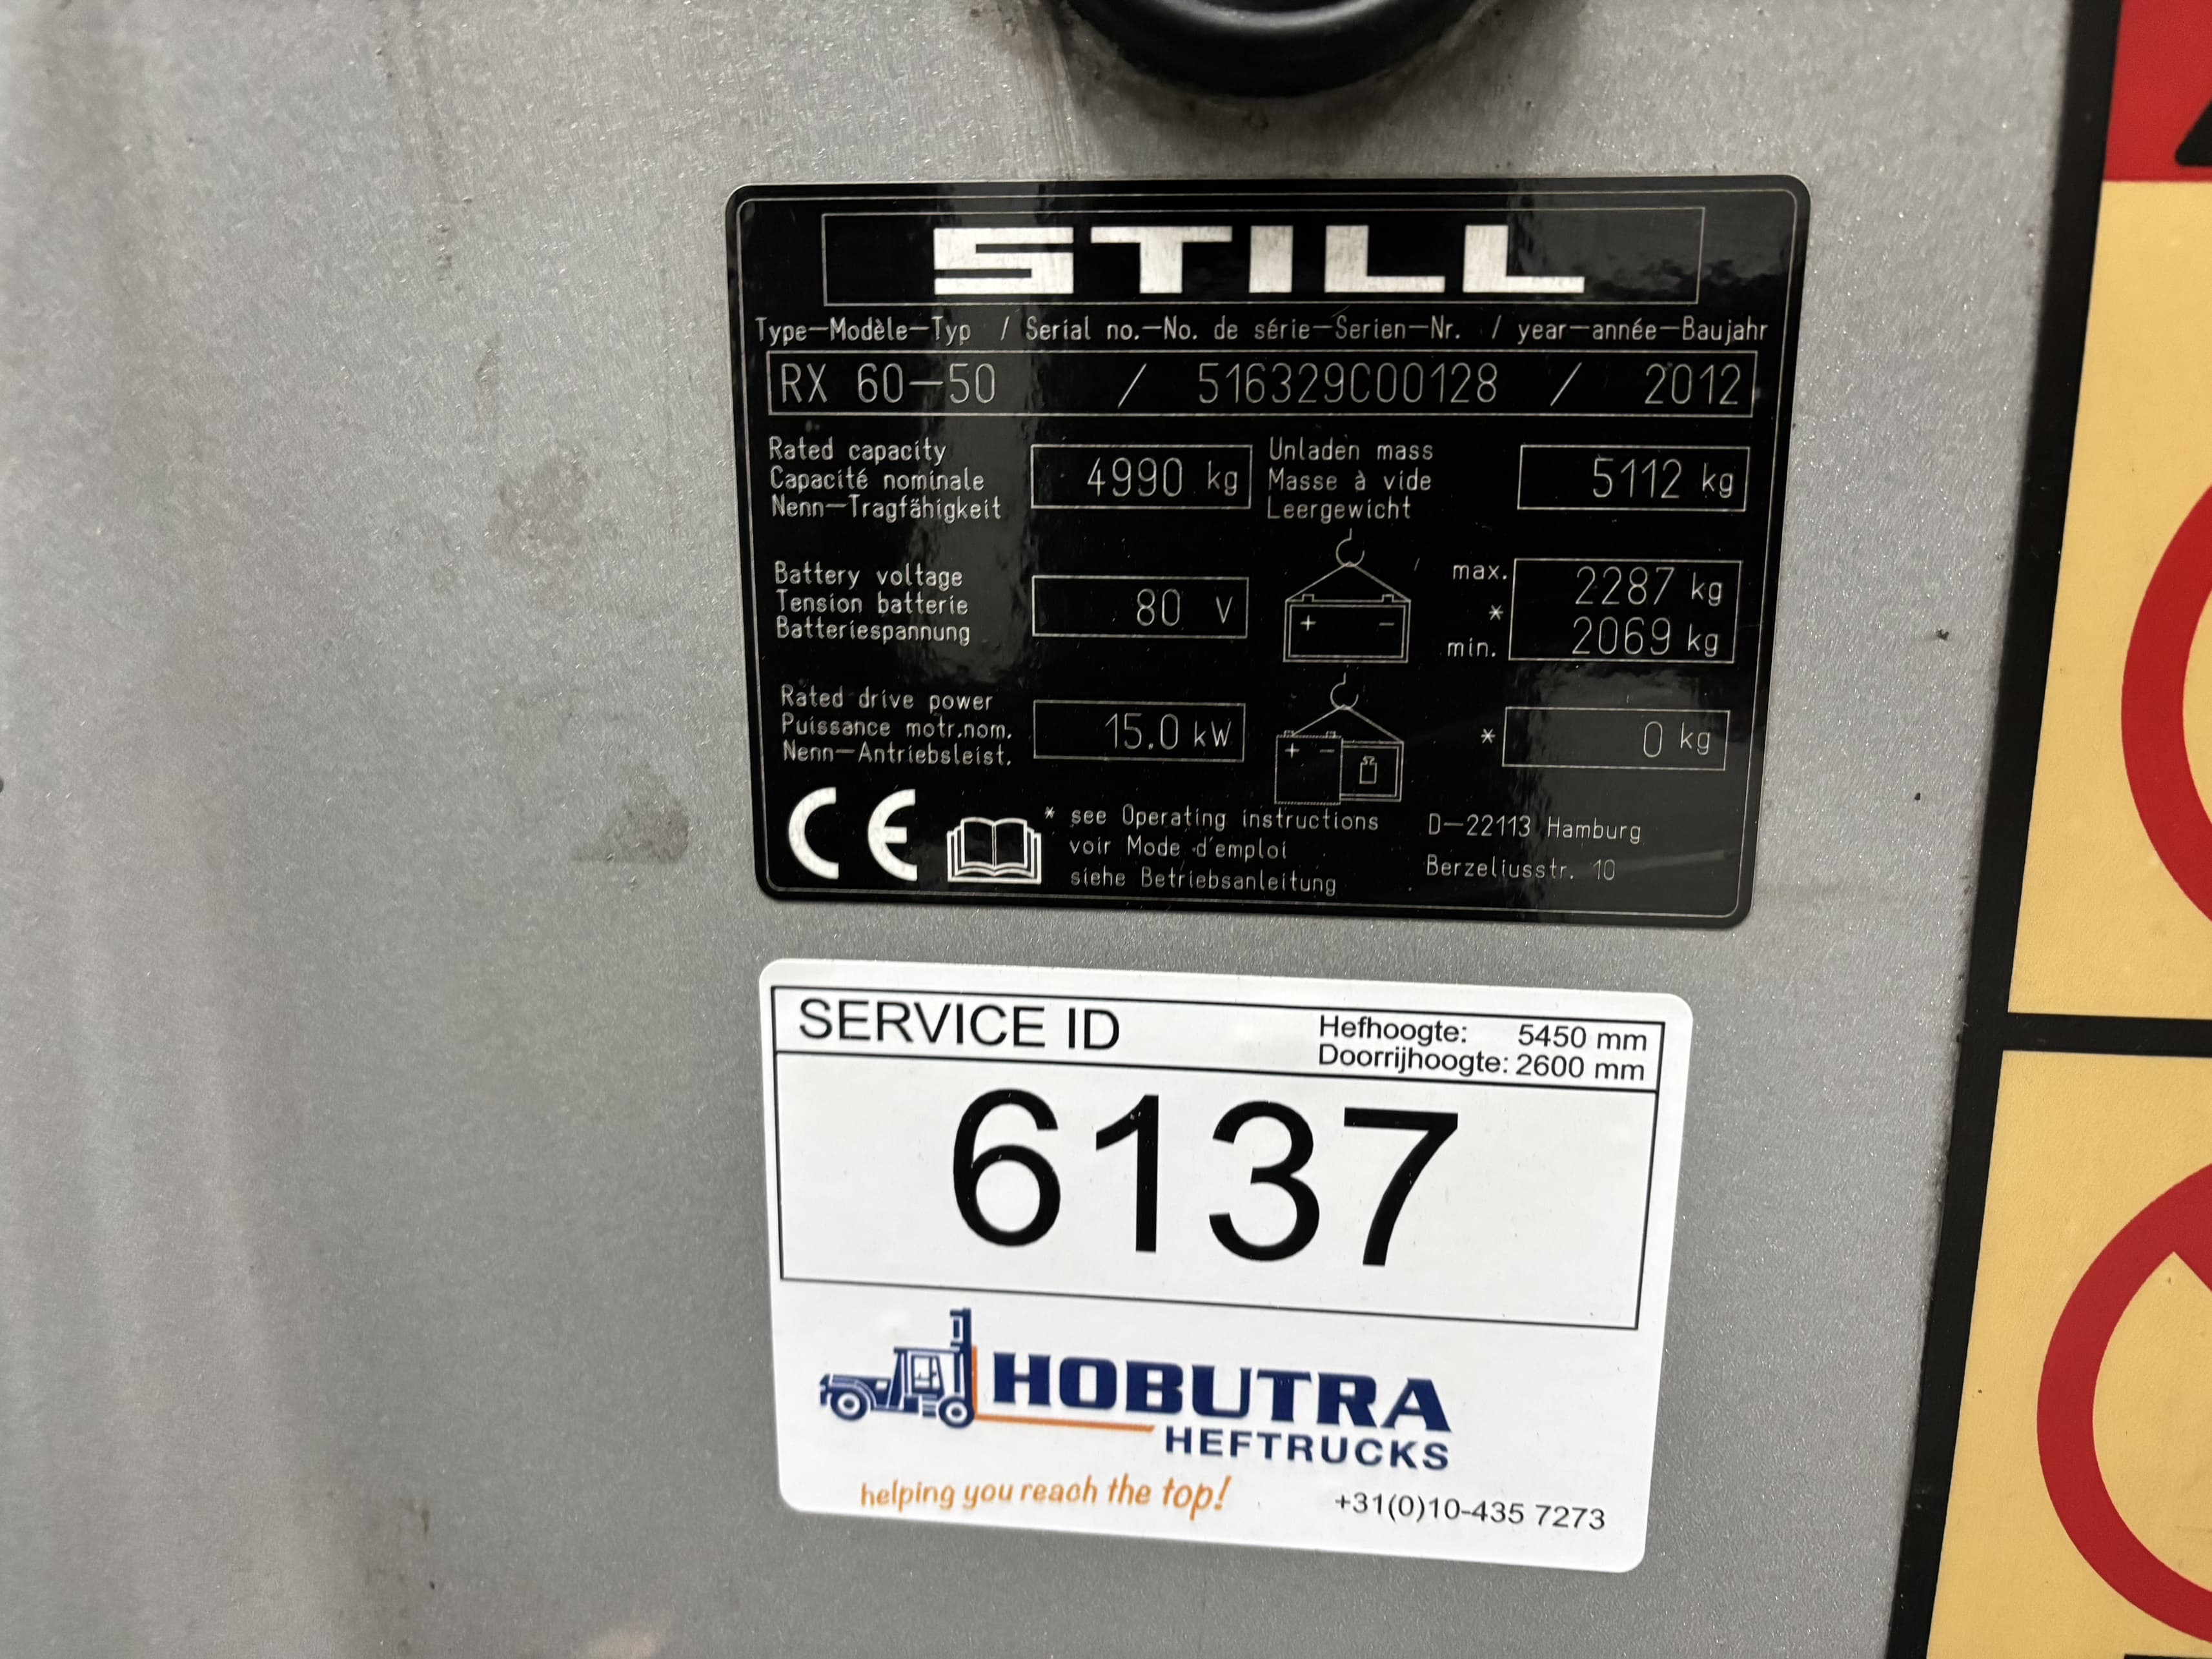 STILL
Type-Modèle-Typ / Serial no.-No. de série-Serien-Nr. / year-année-Baujahr
RX 60-50 / 516329C00128 / 2012
Rated capacity
Capacité nominale
Nenn-Tragfähigkeit
4990 kg
Unladen mass
Masse à vide
Leergewicht
5112 kg
Battery voltage
Tension batterie
Batteriespannung
80 V
+ -
max. 2287 kg
*
min. 2069 kg
Rated drive power
Puissance motr.nom.
Nenn-Antriebsleist.
15.0 kW
+ -
* 0 kg
CE
* see Operating instructions
voir Mode d'emploi
siehe Betriebsanleitung
D-22113 Hamburg
Berzeliusstr. 10
SERVICE ID
Hefhoogte: 5450 mm
Doorrijhoogte: 2600 mm
6137
HOBUTRA
HEFTRUCKS
helping you reach the top!
+31(0)10-435 7273